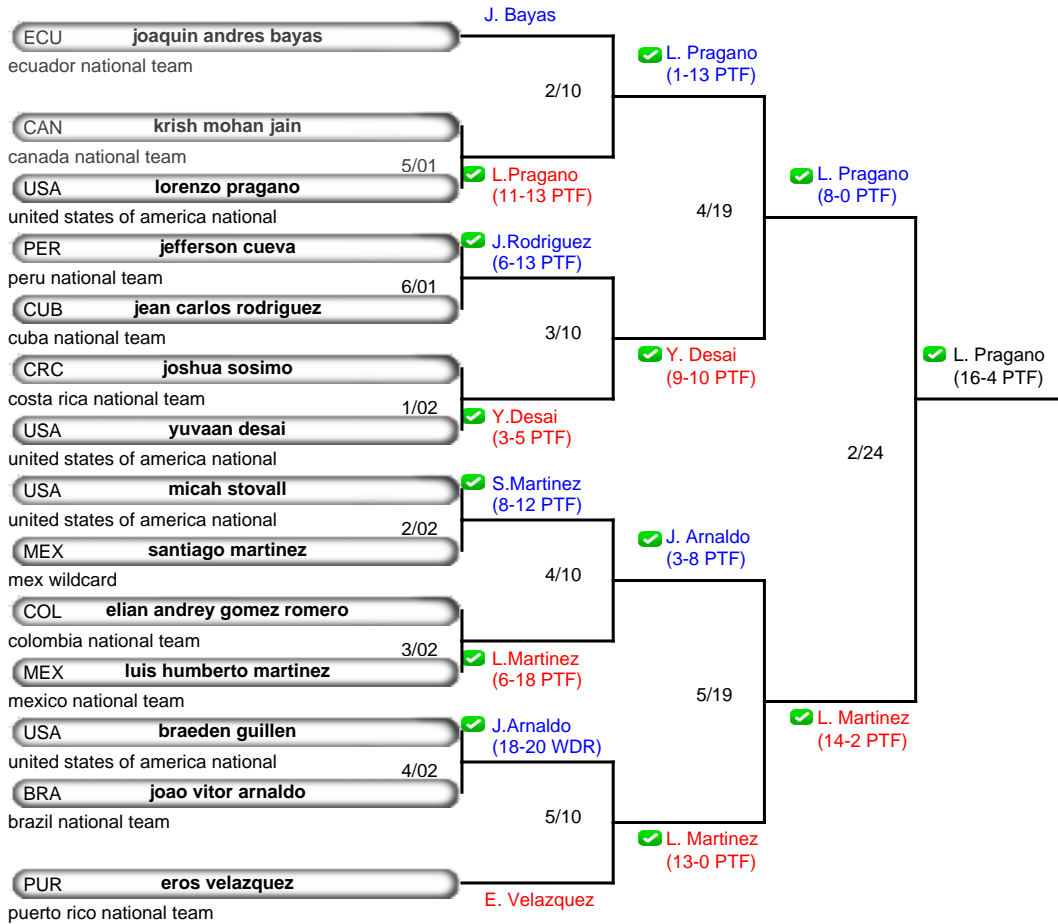 J. Bayas
ECU joaquin andres bayas
ecuador national team
2/10
L. Pragano
(1-13 PTF)
CAN krish mohan jain
canada national team
5/01
L.Pragano
(11-13 PTF)
USA lorenzo pragano
united states of america national
4/19
L. Pragano
(8-0 PTF)
PER jefferson cueva
peru national team
J.Rodriguez
(6-13 PTF)
6/01
CUB jean carlos rodriguez
cuba national team
3/10
Y. Desai
(9-10 PTF)
L. Pragano
(16-4 PTF)
CRC joshua sosimo
costa rica national team
1/02
Y.Desai
(3-5 PTF)
USA yuvaan desai
united states of america national
2/24
USA micah stovall
united states of america national
S.Martinez
(8-12 PTF)
2/02
MEX santiago martinez
mex wildcard
4/10
J. Arnaldo
(3-8 PTF)
COL elian andrey gomez romero
colombia national team
3/02
L.Martinez
(6-18 PTF)
MEX luis humberto martinez
mexico national team
5/19
L. Martinez
(14-2 PTF)
USA braeden guillen
united states of america national
J.Arnaldo
(18-20 WDR)
4/02
BRA joao vitor arnaldo
brazil national team
5/10
L. Martinez
(13-0 PTF)
PUR eros velazquez
puerto rico national team
E. Velazquez